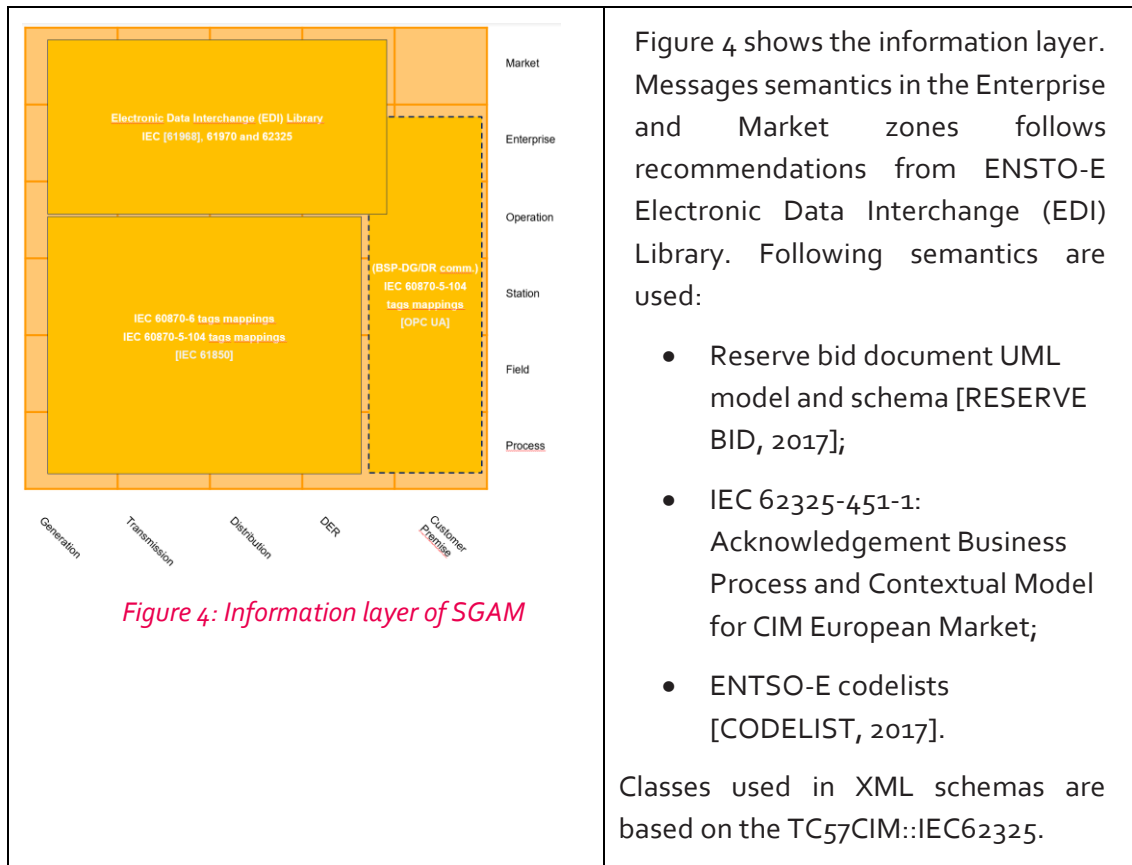 Market
Electronic Data Interchange (EDI) Library
IEC [61968], 61970 and 62325
Enterprise
Operation
(BSP-DG/DR comm.)
IEC 60870-5-104
tags mappings
[OPC UA]
Station
IEC 60870-6 tags mappings
IEC 60870-5-104 tags mappings
[IEC 61850]
Field
Process
Generation
Transmission
Distribution
DER
Customer
Premise
Figure 4: Information layer of SGAM
Figure 4 shows the information layer.
Messages semantics in the Enterprise
and Market zones follows
recommendations from ENSTO-E
Electronic Data Interchange (EDI)
Library. Following semantics are
used:
• Reserve bid document UML
model and schema [RESERVE
BID, 2017];
• IEC 62325-451-1:
Acknowledgement Business
Process and Contextual Model
for CIM European Market;
• ENTSO-E codelists
[CODELIST, 2017].
Classes used in XML schemas are
based on the TC57CIM::IEC62325.